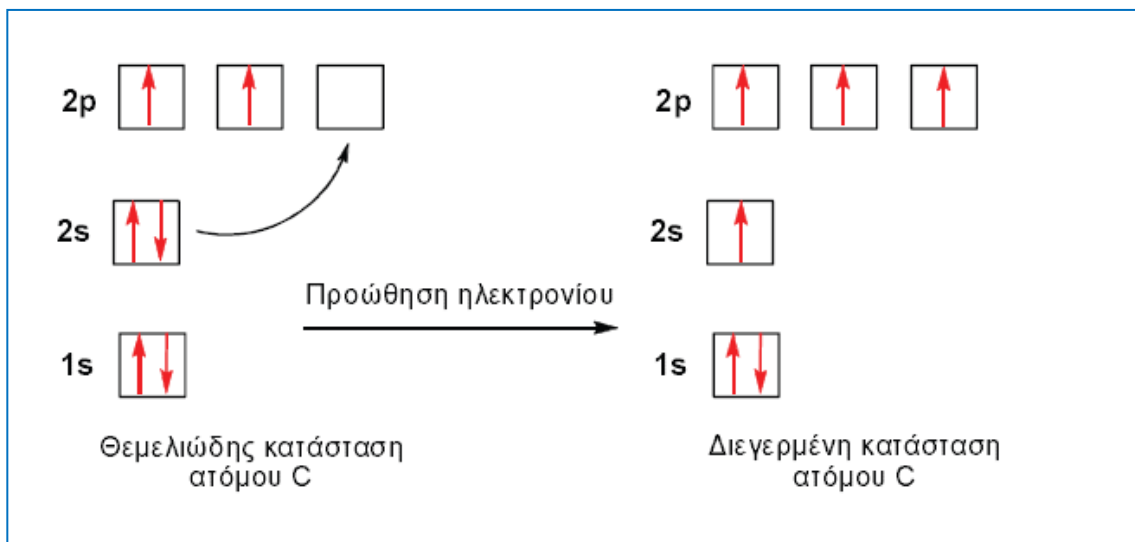 2p
2p
2s
2s
Προώθηση ηλεκτρονίου
1s
1s
Θεμελιώδης κατάσταση
ατόμου C
Διεγερμένη κατάσταση
ατόμου C